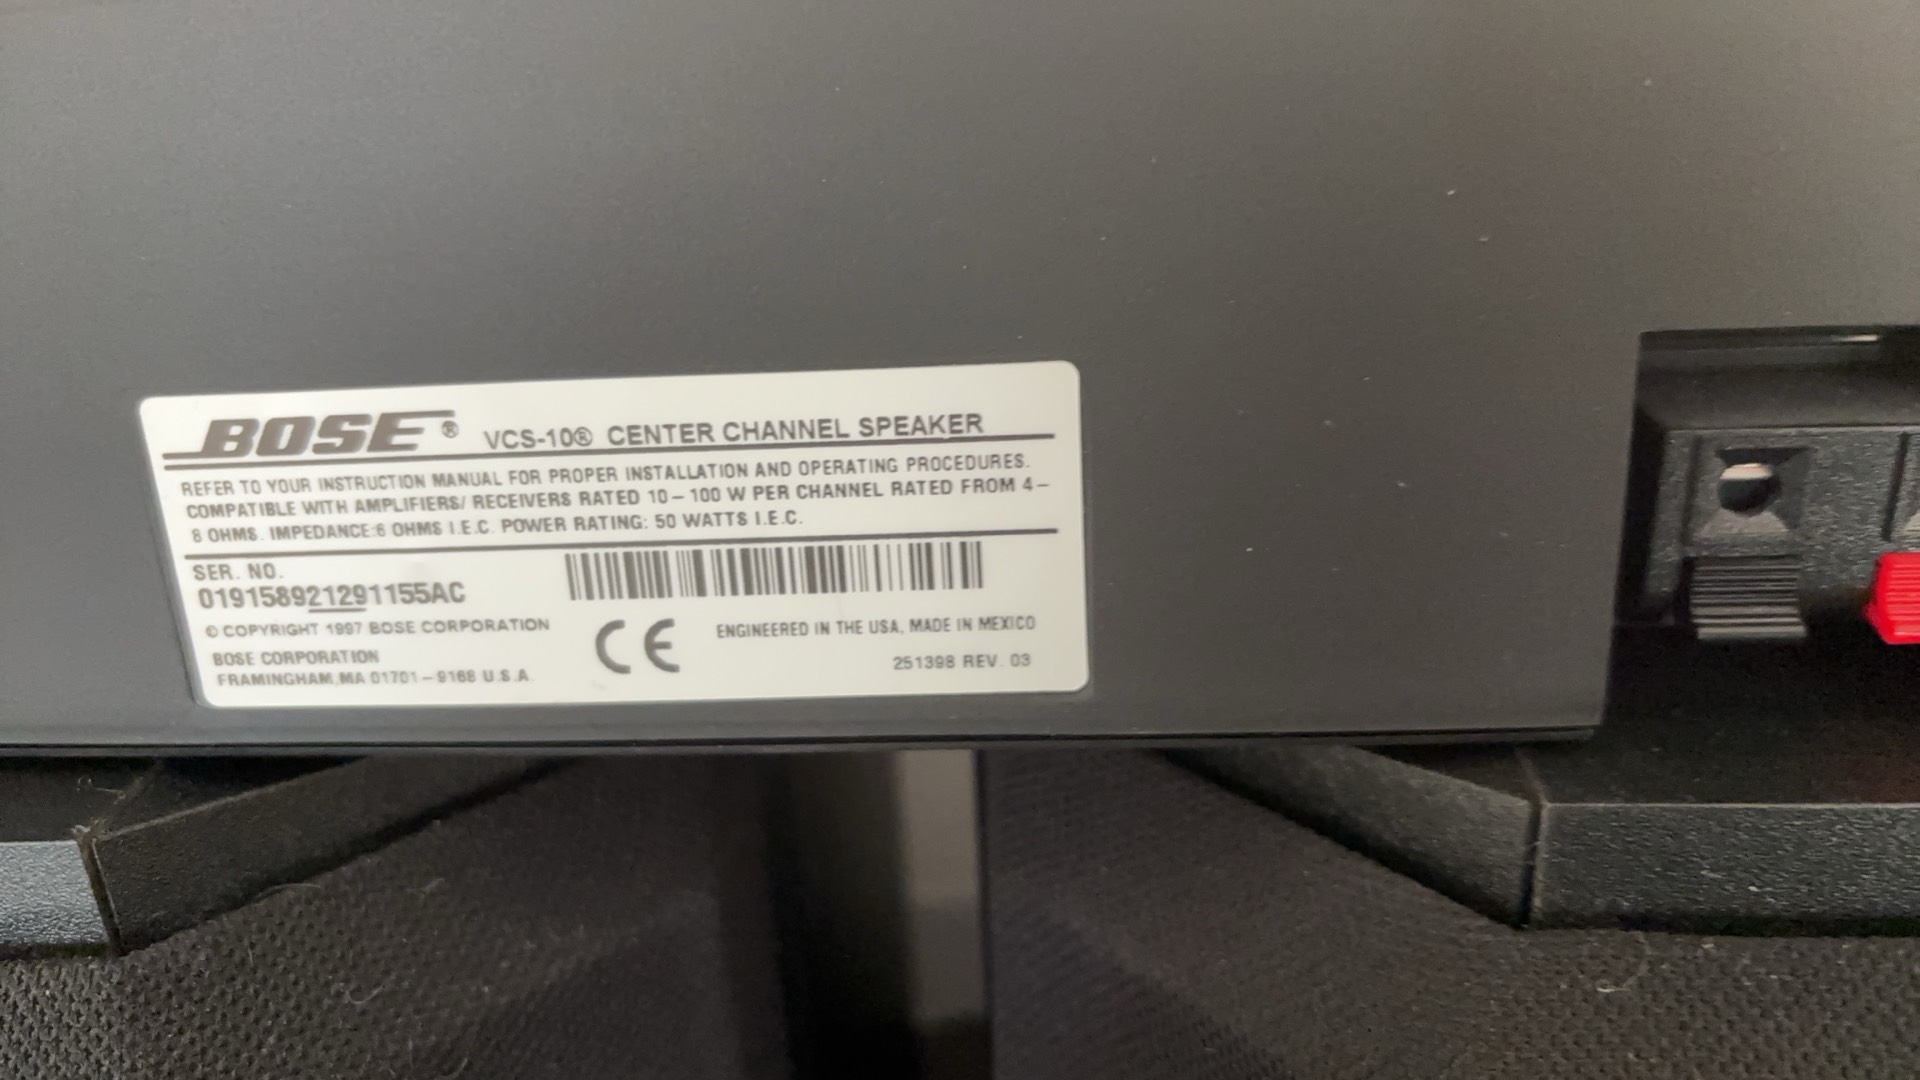 BOSE® VCS-10® CENTER CHANNEL SPEAKER
REFER TO YOUR INSTRUCTION MANUAL FOR PROPER INSTALLATION AND OPERATING PROCEDURES.
COMPATIBLE WITH AMPLIFIERS/ RECEIVERS RATED 10 – 100 W PER CHANNEL RATED FROM 4 –
8 OHMS. IMPEDANCE:6 OHMS I.E.C. POWER RATING: 50 WATTS I.E.C.
SER. NO.
019158921291155AC
© COPYRIGHT 1997 BOSE CORPORATION
BOSE CORPORATION
FRAMINGHAM, MA 01701 – 9168 U.S.A.
CE
ENGINEERED IN THE USA, MADE IN MEXICO
251398 REV. 03